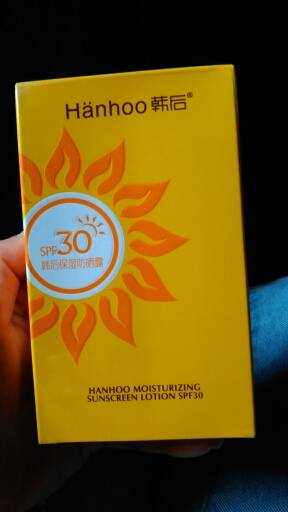 Hänhoo 韩后®
SPF30
韩后保湿防晒露
HANHOO MOISTURIZING
SUNSCREEN LOTION SPF30